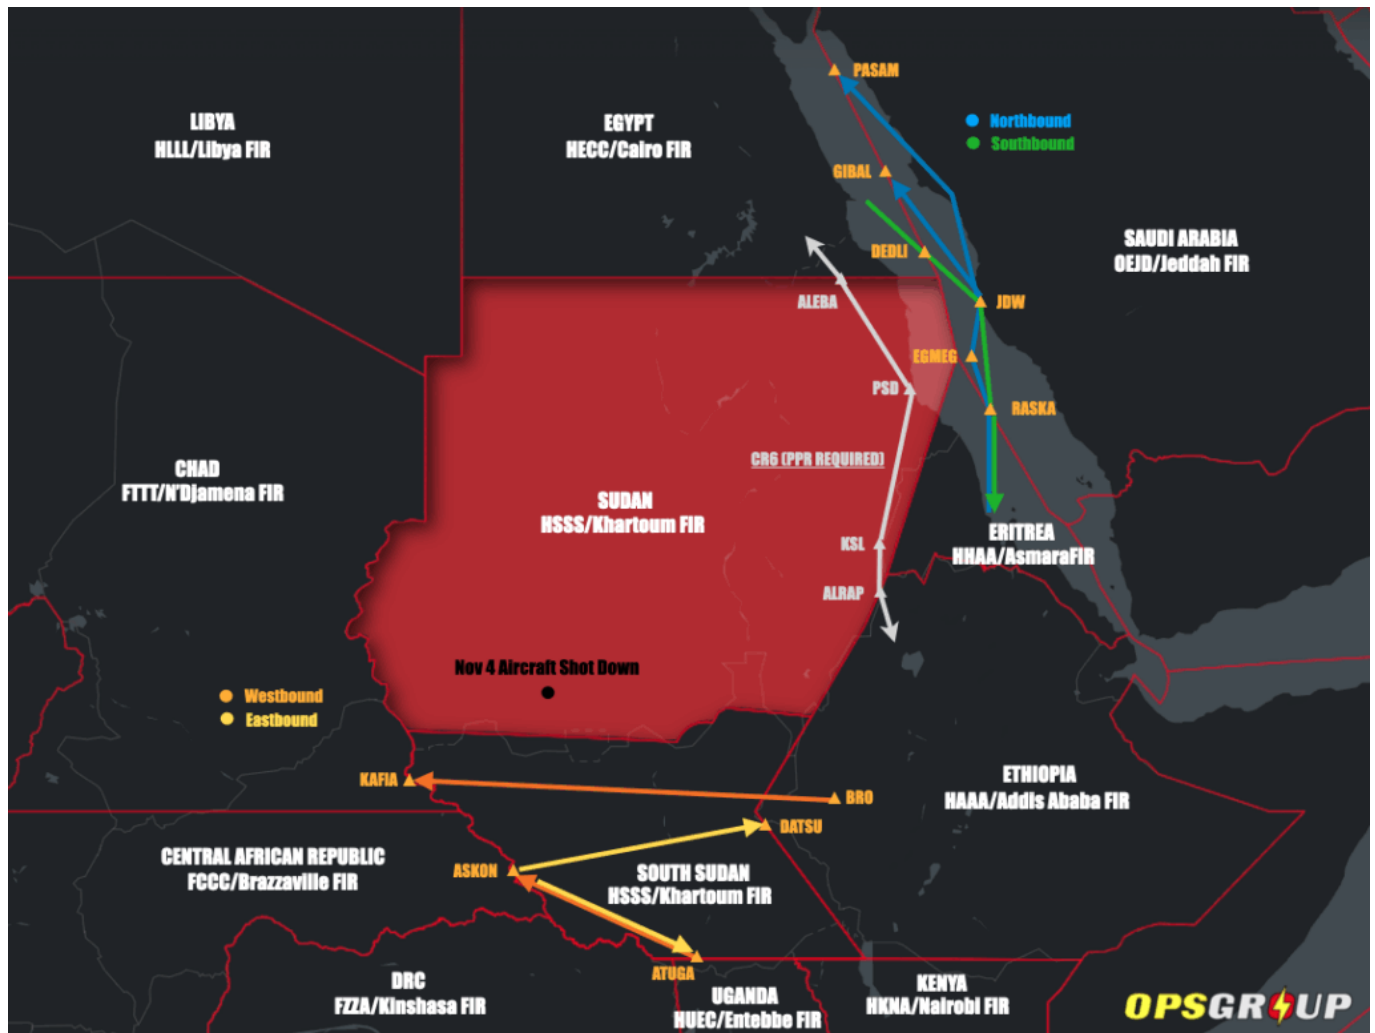 PASAM
LIBYA
HLLL/Libya FIR
EGYPT
HECC/Cairo FIR
Northbound
Southbound
GIBAL
SAUDI ARABIA
OEJD/Jeddah FIR
DEDLI
ALEBA
JDW
EGMEG
PSD
RASKA
CR6 (PPR REQUIRED)
CHAD
FTTT/N'Djamena FIR
SUDAN
HSSS/Khartoum FIR
KSL
ERITREA
HHAA/AsmaraFIR
ALRAP
Nov 4 Aircraft Shot Down
Westbound
Eastbound
KAFIA
BRO
ETHIOPIA
HAAA/Addis Ababa FIR
DATSU
CENTRAL AFRICAN REPUBLIC
FCCC/Brazzaville FIR
ASKON
SOUTH SUDAN
HSSS/Khartoum FIR
ATUGA
DRC
FZZA/Kinshasa FIR
UGANDA
HUEC/Entebbe FIR
KENYA
HKNA/Nairobi FIR
OPSGROUP